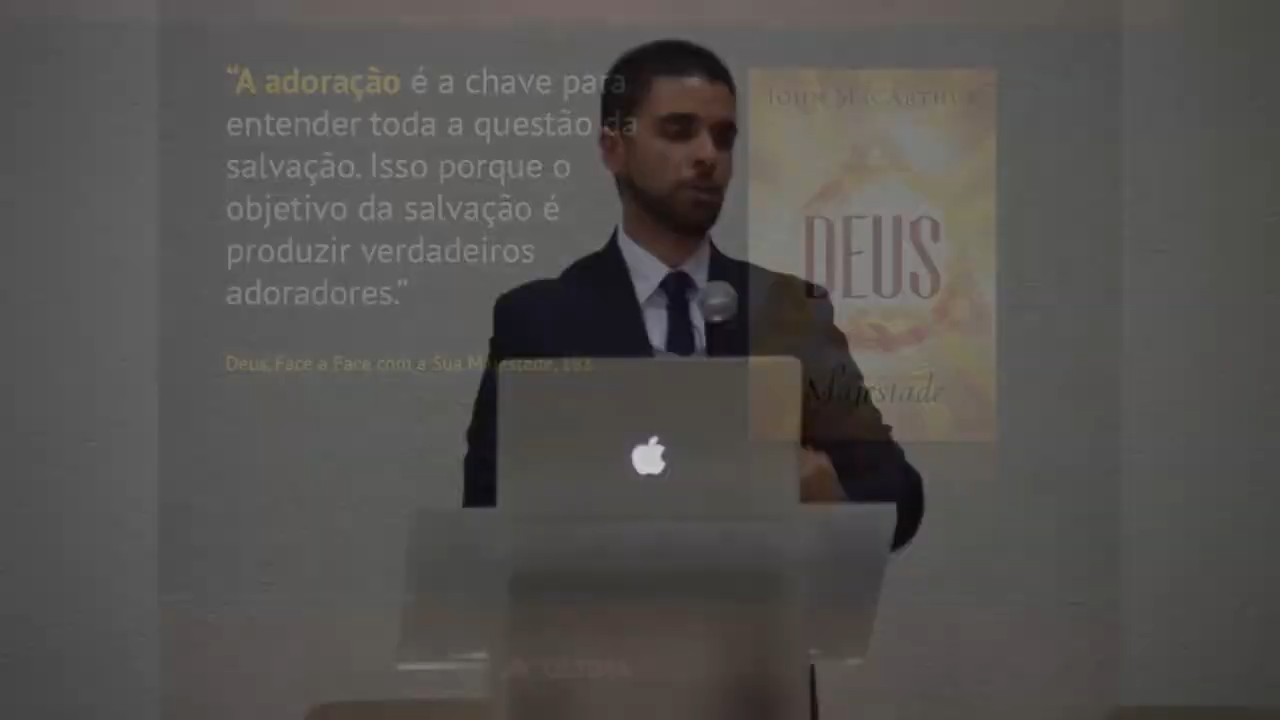 “A adoração é a chave para
entender toda a questão da
salvação. Isso porque o
objetivo da salvação é
produzir verdadeiros
adoradores.”
Deus, Face a Face com a Sua Majestade, 183
JOHN MACARTHUR
DEUS
Majestade